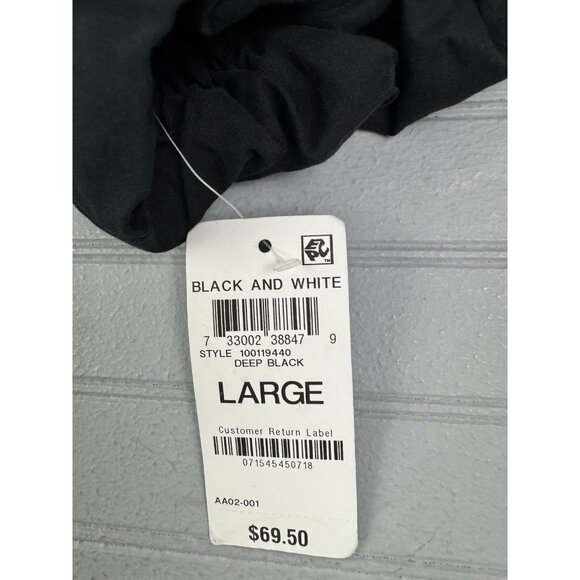 BLACK AND WHITE
7 33002 38847 9
STYLE 100119440
DEEP BLACK
LARGE
Customer Return Label
071545450718
AA02-001
$69.50